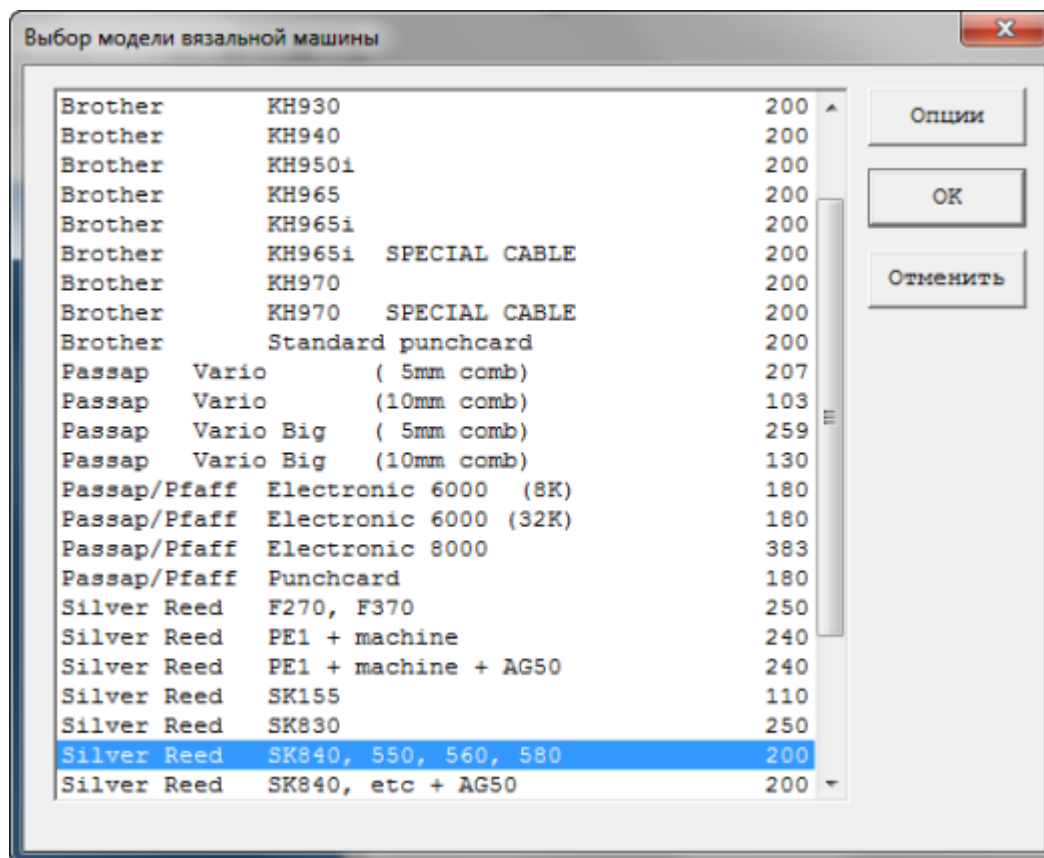 Выбор модели вязальной машины
Brother KH930 200
Brother KH940 200
Brother KH950i 200
Brother KH965 200
Brother KH965i 200
Brother KH965i SPECIAL CABLE 200
Brother KH970 200
Brother KH970 SPECIAL CABLE 200
Brother Standard punchcard 200
Passap Vario ( 5mm comb) 207
Passap Vario (10mm comb) 103
Passap Vario Big ( 5mm comb) 259
Passap Vario Big (10mm comb) 130
Passap/Pfaff Electronic 6000 (8K) 180
Passap/Pfaff Electronic 6000 (32K) 180
Passap/Pfaff Electronic 8000 383
Passap/Pfaff Punchcard 180
Silver Reed F270, F370 250
Silver Reed PE1 + machine 240
Silver Reed PE1 + machine + AG50 240
Silver Reed SK155 110
Silver Reed SK830 250
Silver Reed SK840, 550, 560, 580 200
Silver Reed SK840, etc + AG50 200
Опции
OK
Отменить